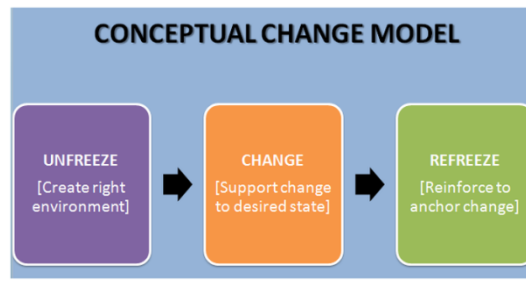 CONCEPTUAL CHANGE MODEL
UNFREEZE
[Create right
environment]
CHANGE
[Support change
to desired state]
REFREEZE
[Reinforce to
anchor change]